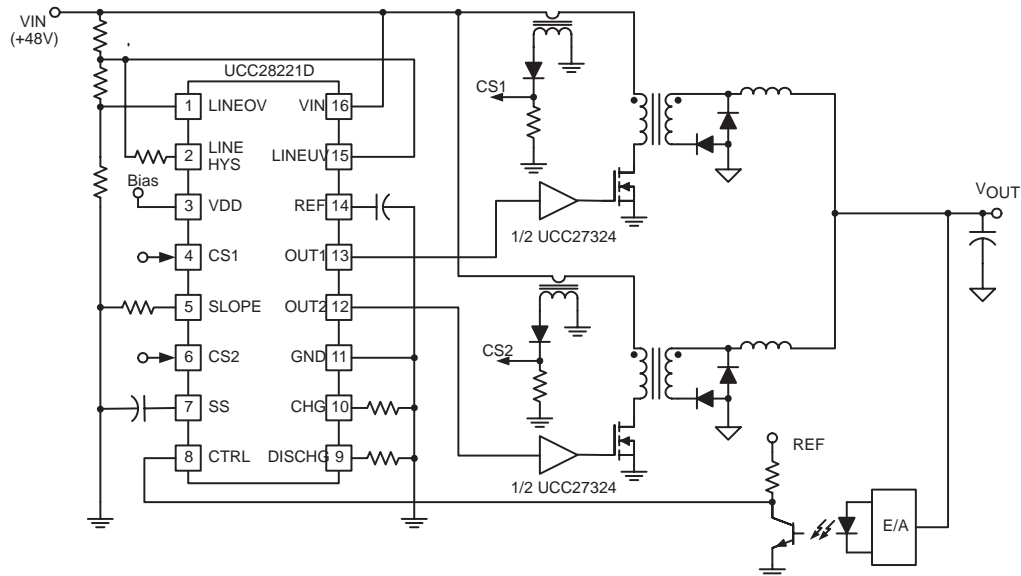 VIN
(+48V)
UCC28221D
1 LINEOV VIN 16
2 LINE HYS LINEUV 15
Bias
3 VDD REF 14
4 CS1 OUT1 13
5 SLOPE OUT2 12
6 CS2 GND 11
7 SS CHG 10
8 CTRL DISCHG 9
CS1
1/2 UCC27324
VOUT
CS2
1/2 UCC27324
REF
E/A